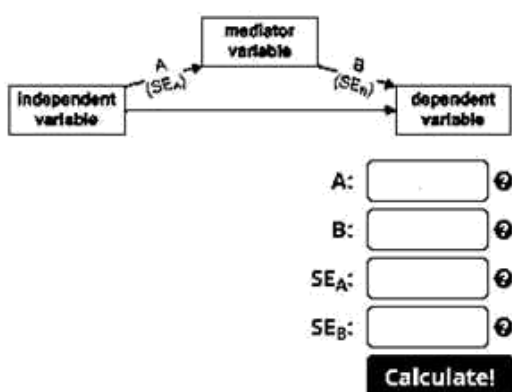 mediator
variable
A
(SEA)
B
(SEB)
independent
variable
dependent
variable
A:
?
B:
?
SEA:
?
SEB:
?
Calculate!